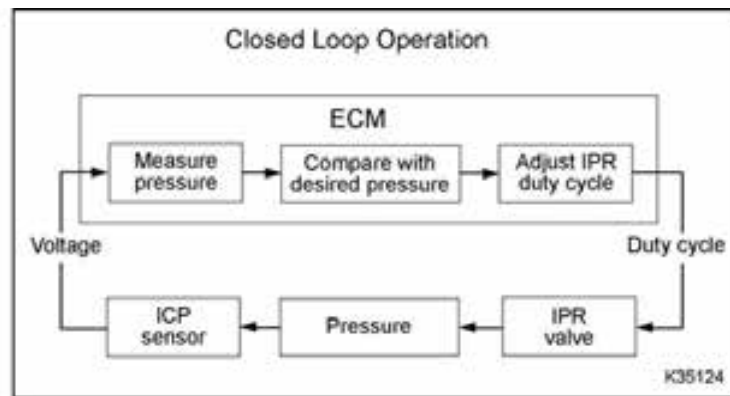 Closed Loop Operation
ECM
Measure
pressure
Compare with
desired pressure
Adjust IPR
duty cycle
Voltage
Duty cycle
ICP
sensor
Pressure
IPR
valve
K35124